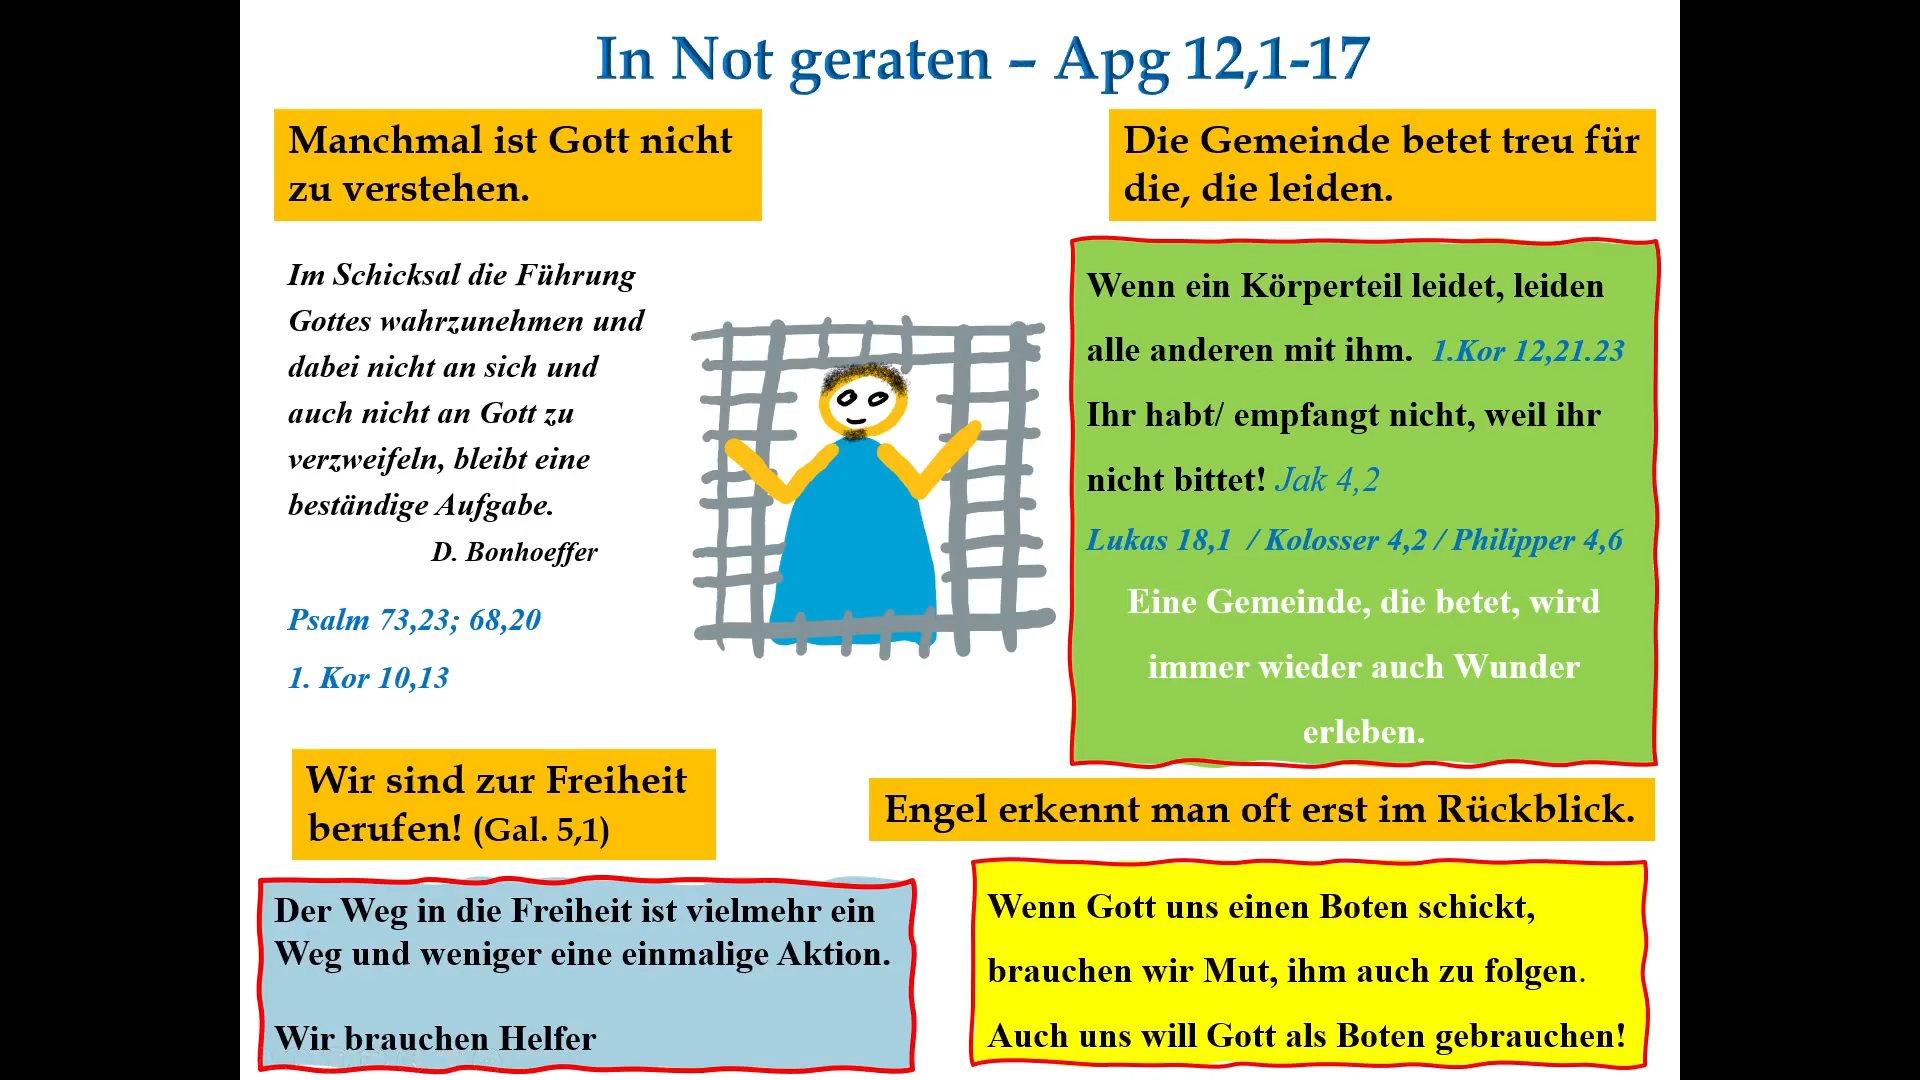 In Not geraten – Apg 12,1-17
Manchmal ist Gott nicht
zu verstehen.
Im Schicksal die Führung
Gottes wahrzunehmen und
dabei nicht an sich und
auch nicht an Gott zu
verzweifeln, bleibt eine
beständige Aufgabe.
D. Bonhoeffer
Psalm 73,23; 68,20
1. Kor 10,13
Die Gemeinde betet treu für
die, die leiden.
Wenn ein Körperteil leidet, leiden
alle anderen mit ihm. 1.Kor 12,21.23
Ihr habt/ empfangt nicht, weil ihr
nicht bittet! Jak 4,2
Lukas 18,1 / Kolosser 4,2 / Philipper 4,6
Eine Gemeinde, die betet, wird
immer wieder auch Wunder
erleben.
Wir sind zur Freiheit
berufen! (Gal. 5,1)
Der Weg in die Freiheit ist vielmehr ein
Weg und weniger eine einmalige Aktion.
Wir brauchen Helfer
Engel erkennt man oft erst im Rückblick.
Wenn Gott uns einen Boten schickt,
brauchen wir Mut, ihm auch zu folgen.
Auch uns will Gott als Boten gebrauchen!